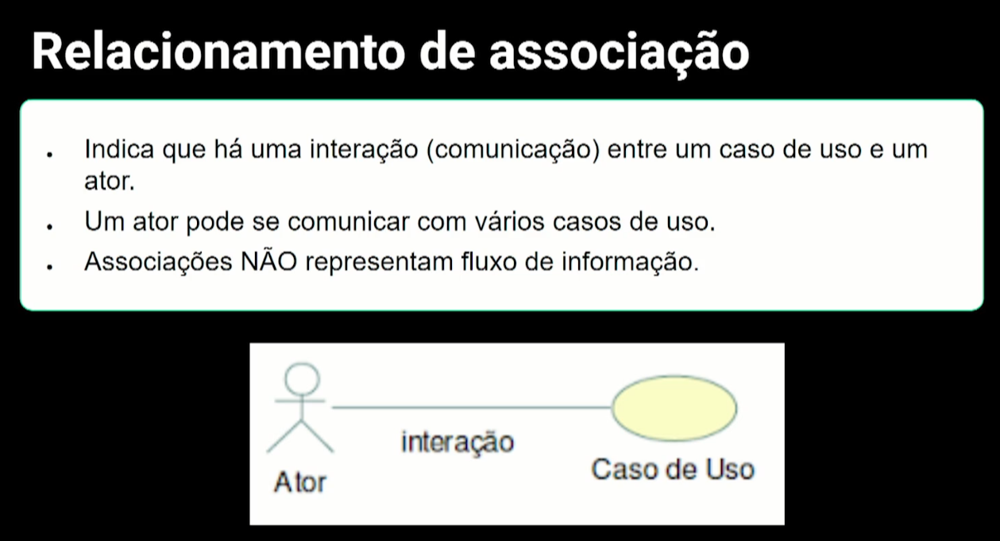 Relacionamento de associação
• Indica que há uma interação (comunicação) entre um caso de uso e um
ator.
• Um ator pode se comunicar com vários casos de uso.
• Associações NÃO representam fluxo de informação.
interação
Ator
Caso de Uso